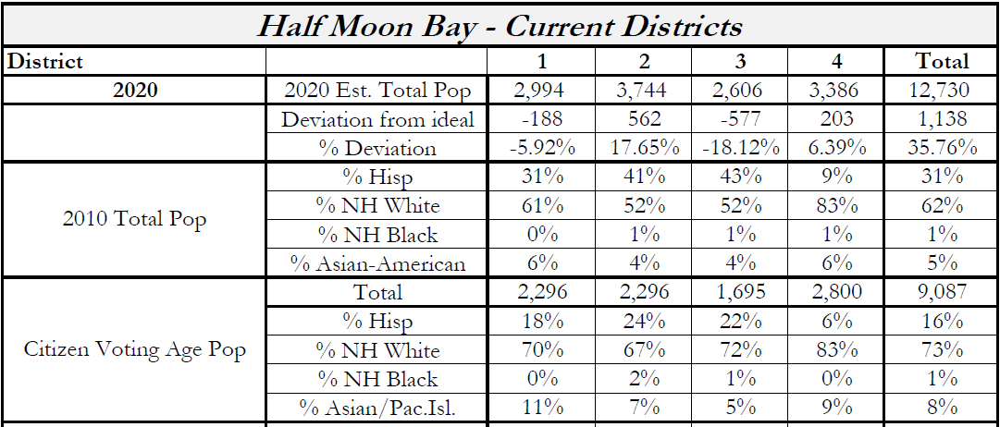 Half Moon Bay - Current Districts
District 1 2 3 4 Total
2020 2020 Est. Total Pop 2,994 3,744 2,606 3,386 12,730
Deviation from ideal -188 562 -577 203 1,138
% Deviation -5.92% 17.65% -18.12% 6.39% 35.76%
2010 Total Pop % Hisp 31% 41% 43% 9% 31%
% NH White 61% 52% 52% 83% 62%
% NH Black 0% 1% 1% 1% 1%
% Asian-American 6% 4% 4% 6% 5%
Citizen Voting Age Pop Total 2,296 2,296 1,695 2,800 9,087
% Hisp 18% 24% 22% 6% 16%
% NH White 70% 67% 72% 83% 73%
% NH Black 0% 2% 1% 0% 1%
% Asian/Pac.Isl. 11% 7% 5% 9% 8%